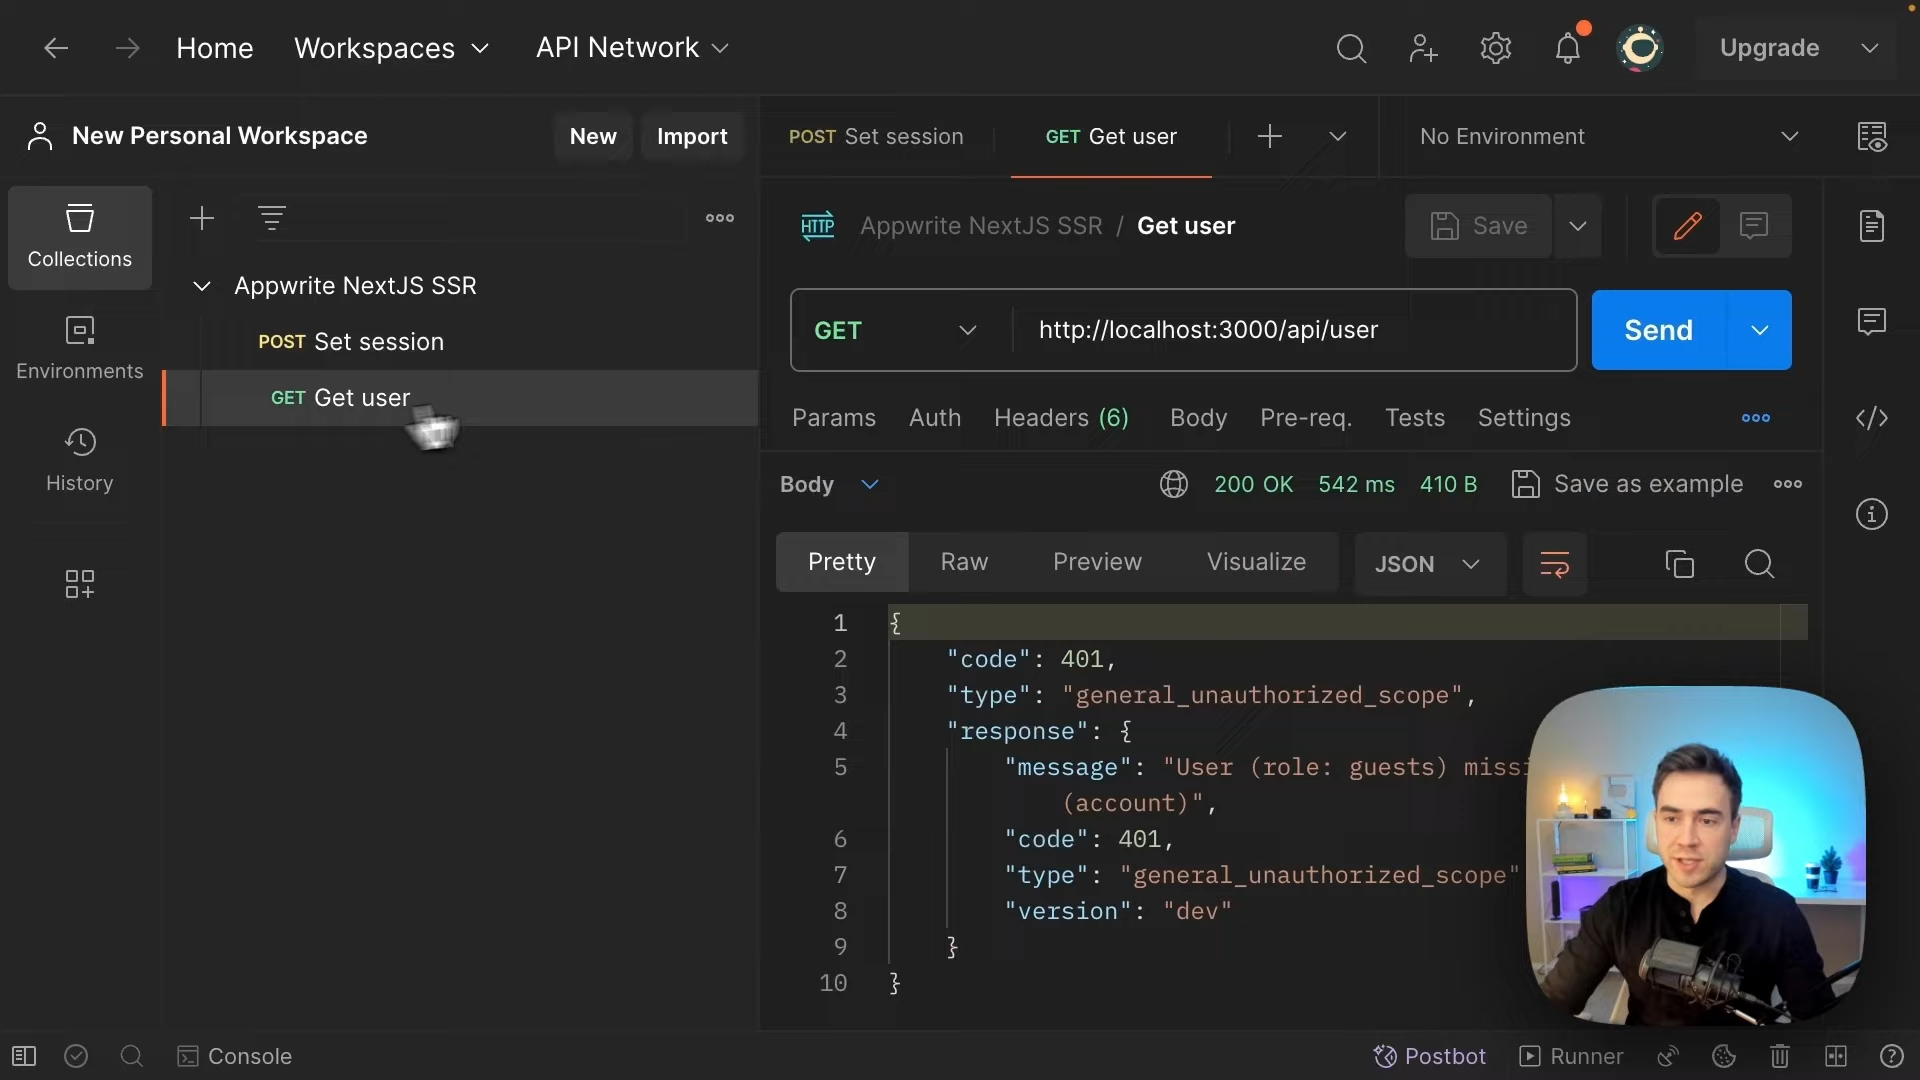 Home Workspaces API Network Upgrade
New Personal Workspace New Import POST Set session GET Get user No Environment
Collections
Environments
History
Appwrite NextJS SSR
POST Set session
GET Get user
HTTP Appwrite NextJS SSR / Get user Save
GET http://localhost:3000/api/user Send
Params Auth Headers (6) Body Pre-req. Tests Settings
Body 200 OK 542 ms 410 B Save as example
Pretty Raw Preview Visualize JSON
1 {
2 "code": 401,
3 "type": "general_unauthorized_scope",
4 "response": {
5 "message": "User (role: guests)
(account)",
6 "code": 401,
7 "type": "general_unauthorized_scope"
8 "version": "dev"
9 }
10 }
Console Postbot Runner